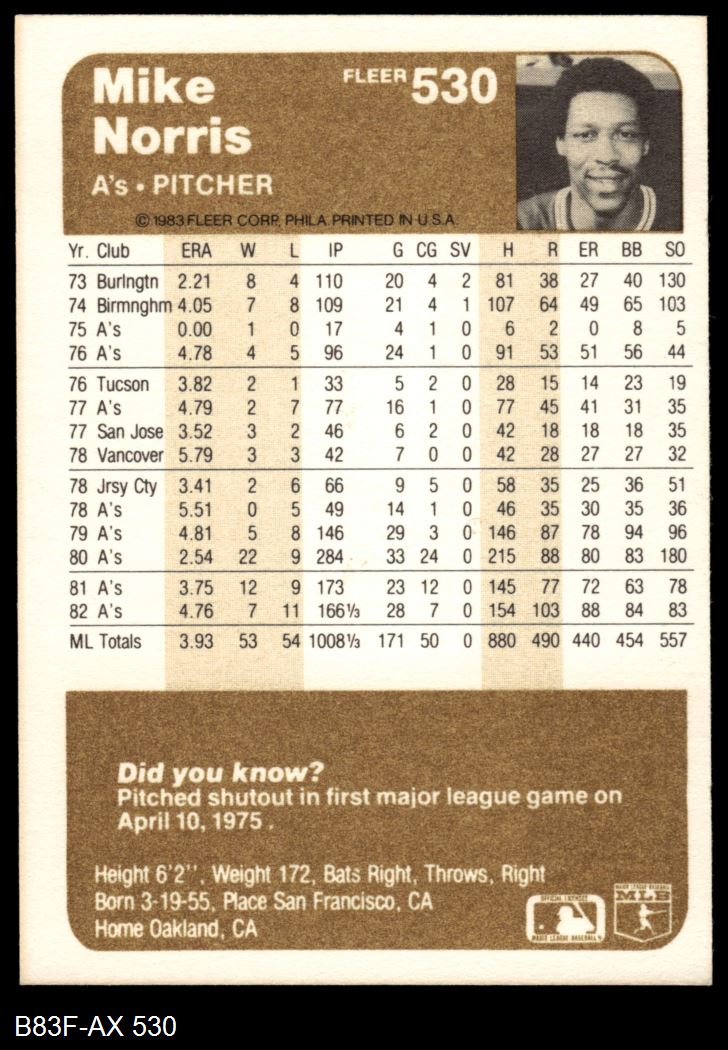 Mike
Norris
FLEER 530
A's • PITCHER
© 1983 FLEER CORP. PHILA. PRINTED IN U.S.A.
Yr. Club ERA W L IP G CG SV H R ER BB SO
73 Burlngtn 2.21 8 4 110 20 4 2 81 38 27 40 130
74 Birmnghm 4.05 7 8 109 21 4 1 107 64 49 65 103
75 A's 0.00 1 0 17 4 1 0 6 2 0 8 5
76 A's 4.78 4 5 96 24 1 0 91 53 51 56 44
76 Tucson 3.82 2 1 33 5 2 0 28 15 14 23 19
77 A's 4.79 2 7 77 16 1 0 77 45 41 31 35
77 San Jose 3.52 3 2 46 6 2 0 42 18 18 18 35
78 Vancover 5.79 3 3 42 7 0 0 42 28 27 27 32
78 Jrsy Cty 3.41 2 6 66 9 5 0 58 35 25 36 51
78 A's 5.51 0 5 49 14 1 0 46 35 30 35 36
79 A's 4.81 5 8 146 29 3 0 146 87 78 94 96
80 A's 2.54 22 9 284 33 24 0 215 88 80 83 180
81 A's 3.75 12 9 173 23 12 0 145 77 72 63 78
82 A's 4.76 7 11 166⅓ 28 7 0 154 103 88 84 83
ML Totals 3.93 53 54 1008⅓ 171 50 0 880 490 440 454 557
Did you know?
Pitched shutout in first major league game on
April 10, 1975 .
Height 6'2'', Weight 172, Bats Right, Throws, Right
Born 3-19-55, Place San Francisco, CA
Home Oakland, CA
OFFICIAL LICENSEE
MAJOR LEAGUE BASEBALL
MAJOR LEAGUE BASEBALL
MLB
B83F-AX 530